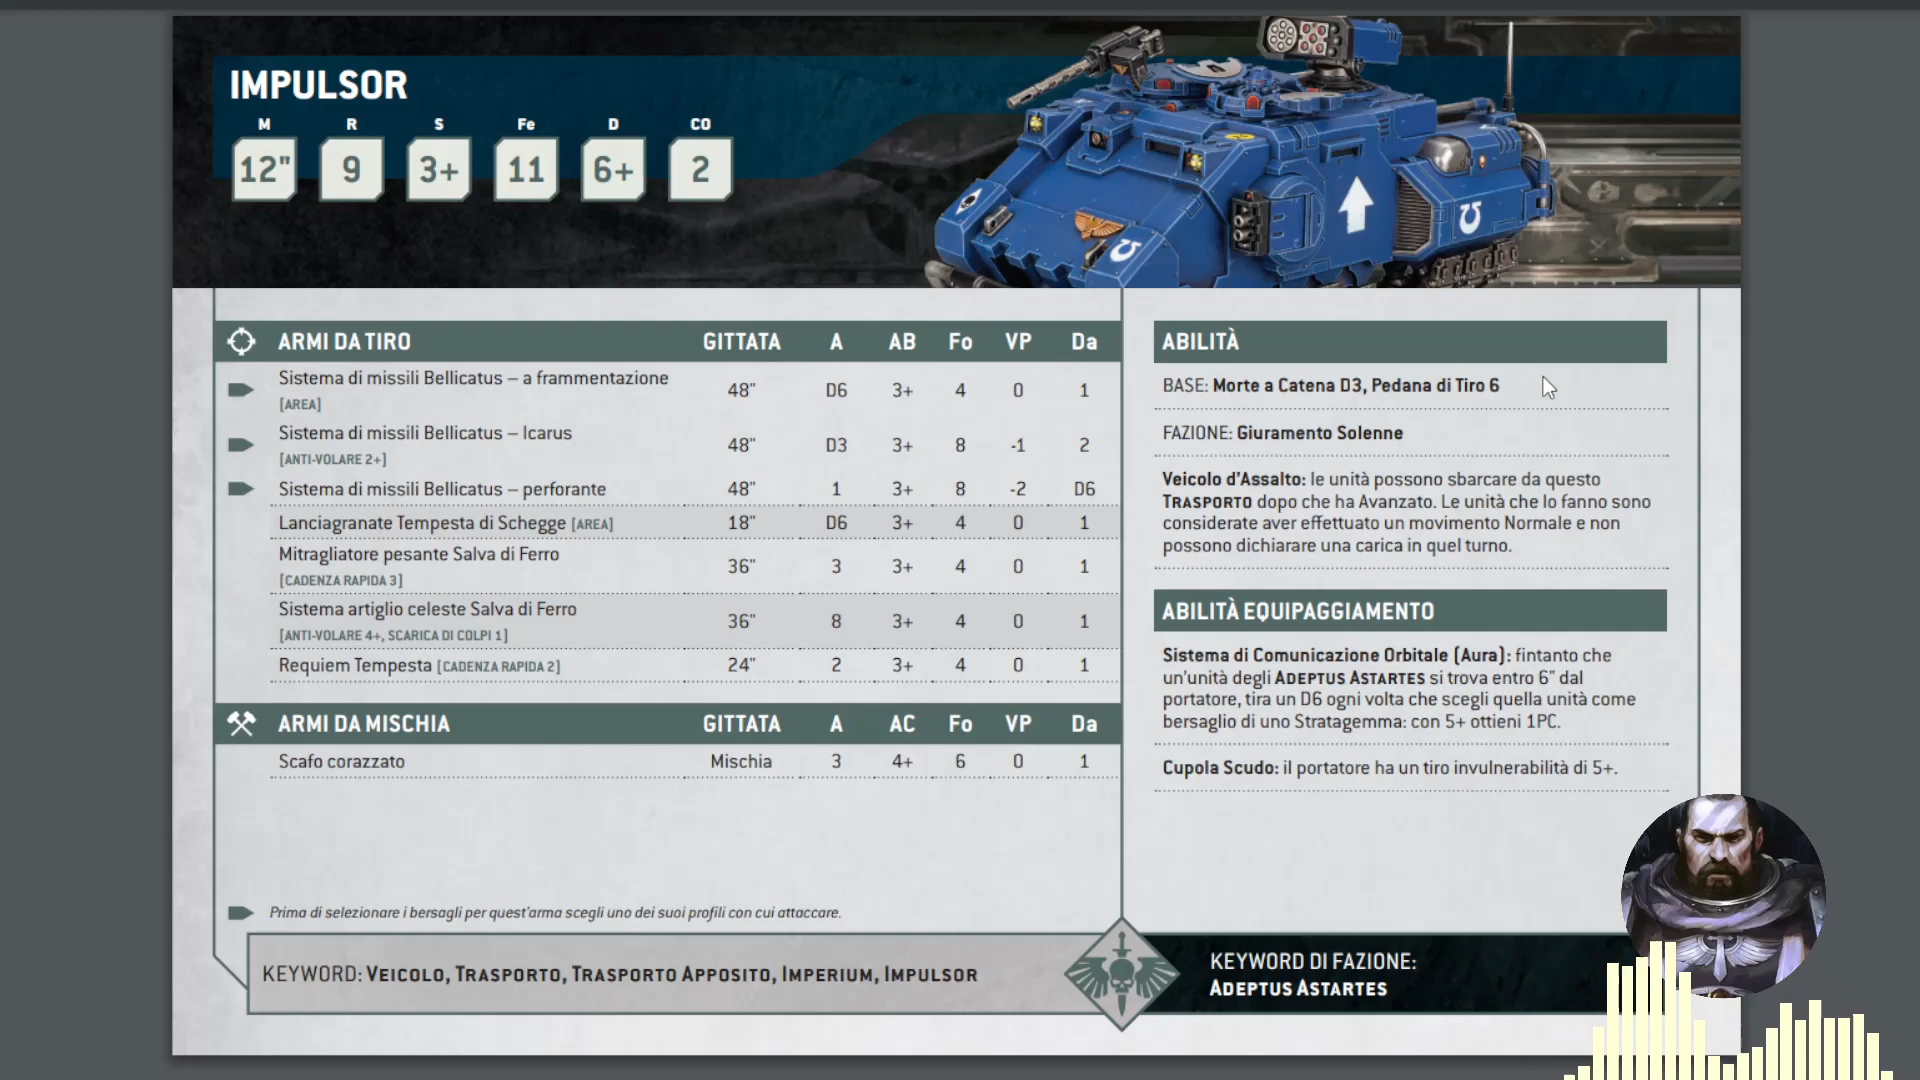 IMPULSOR
M R S Fe D CO
12" 9 3+ 11 6+ 2
ARMI DA TIRO GITTATA A AB Fo VP Da
Sistema di missili Bellicatus – a frammentazione
[AREA] 48" D6 3+ 4 0 1
Sistema di missili Bellicatus – Icarus
[ANTI-VOLARE 2+] 48" D3 3+ 8 -1 2
Sistema di missili Bellicatus – perforante 48" 1 3+ 8 -2 D6
Lanciagranate Tempesta di Schegge [AREA] 18" D6 3+ 4 0 1
Mitragliatore pesante Salva di Ferro
[CADENZA RAPIDA 3] 36" 3 3+ 4 0 1
Sistema artiglio celeste Salva di Ferro
[ANTI-VOLARE 4+, SCARICA DI COLPI 1] 36" 8 3+ 4 0 1
Requiem Tempesta [CADENZA RAPIDA 2] 24" 2 3+ 4 0 1
ARMI DA MISCHIA GITTATA A AC Fo VP Da
Scafo corazzato Mischia 3 4+ 6 0 1
Prima di selezionare i bersagli per quest'arma scegli uno dei suoi profili con cui attaccare.
KEYWORD: VEICOLO, TRASPORTO, TRASPORTO APPOSITO, IMPERIUM, IMPULSOR
ABILITÀ
BASE: Morte a Catena D3, Pedana di Tiro 6
FAZIONE: Giuramento Solenne
Veicolo d'Assalto: le unità possono sbarcare da questo
TRASPORTO dopo che ha Avanzato. Le unità che lo fanno sono
considerate aver effettuato un movimento Normale e non
possono dichiarare una carica in quel turno.
ABILITÀ EQUIPAGGIAMENTO
Sistema di Comunicazione Orbitale (Aura): fintanto che
un'unità degli ADEPTUS ASTARTES si trova entro 6" dal
portatore, tira un D6 ogni volta che scegli quella unità come
bersaglio di uno Stratagemma: con 5+ ottieni 1PC.
Cupola Scudo: il portatore ha un tiro invulnerabilità di 5+.
KEYWORD DI FAZIONE:
ADEPTUS ASTARTES